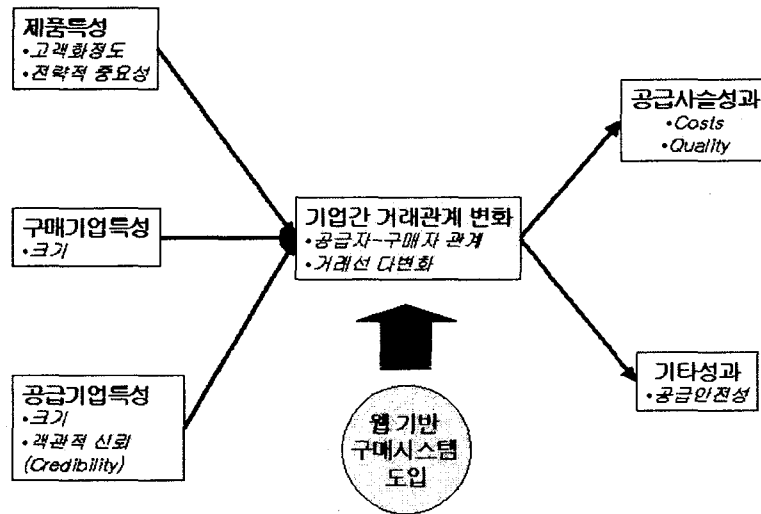 제품특성
•고객화정도
•전략적 중요성
구매기업특성
•크기
공급기업특성
•크기
•객관적 신뢰
(Credibility)
기업간 거래관계 변화
•공급자-구매자 관계
•거래선 다변화
웹 기반
구매시스템
도입
공급사슬성과
•Costs
•Quality
기타성과
•공급안전성